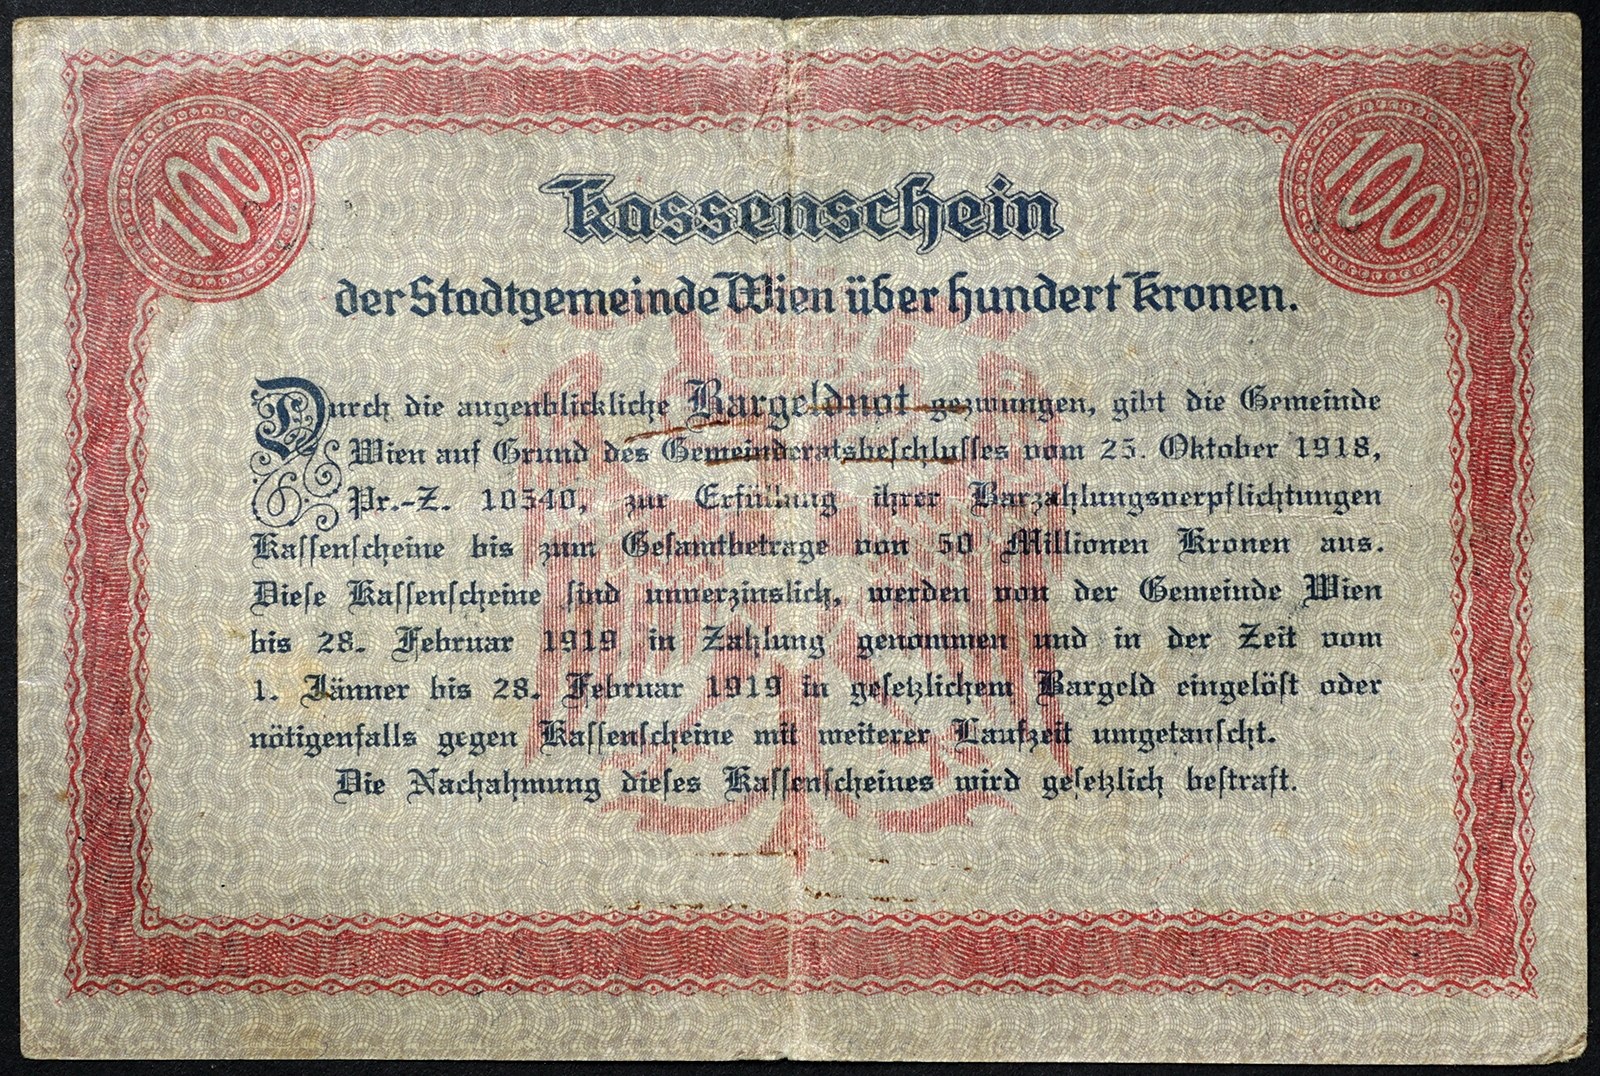 100
100
Kassenschein
der Stadtgemeinde Wien über hundert Kronen.
Durch die augenblickliche Bargeldnot gezwungen, gibt die Gemeinde
Wien auf Grund des Gemeinderatsbeschlusses vom 25. Oktober 1918,
Pr.-Z. 10540, zur Erfüllung ihrer Barzahlungsverpflichtungen
Kassenscheine bis zum Gesamtbetrage von 50 Millionen Kronen aus.
Diese Kassenscheine sind unverzinslich, werden von der Gemeinde Wien
bis 28. Februar 1919 in Zahlung genommen und in der Zeit vom
1. Jänner bis 28. Februar 1919 in gesetzlichem Bargeld eingelöst oder
nötigenfalls gegen Kassenscheine mit weiterer Laufzeit umgetauscht.
Die Nachahmung dieses Kassenscheines wird gesetzlich bestraft.